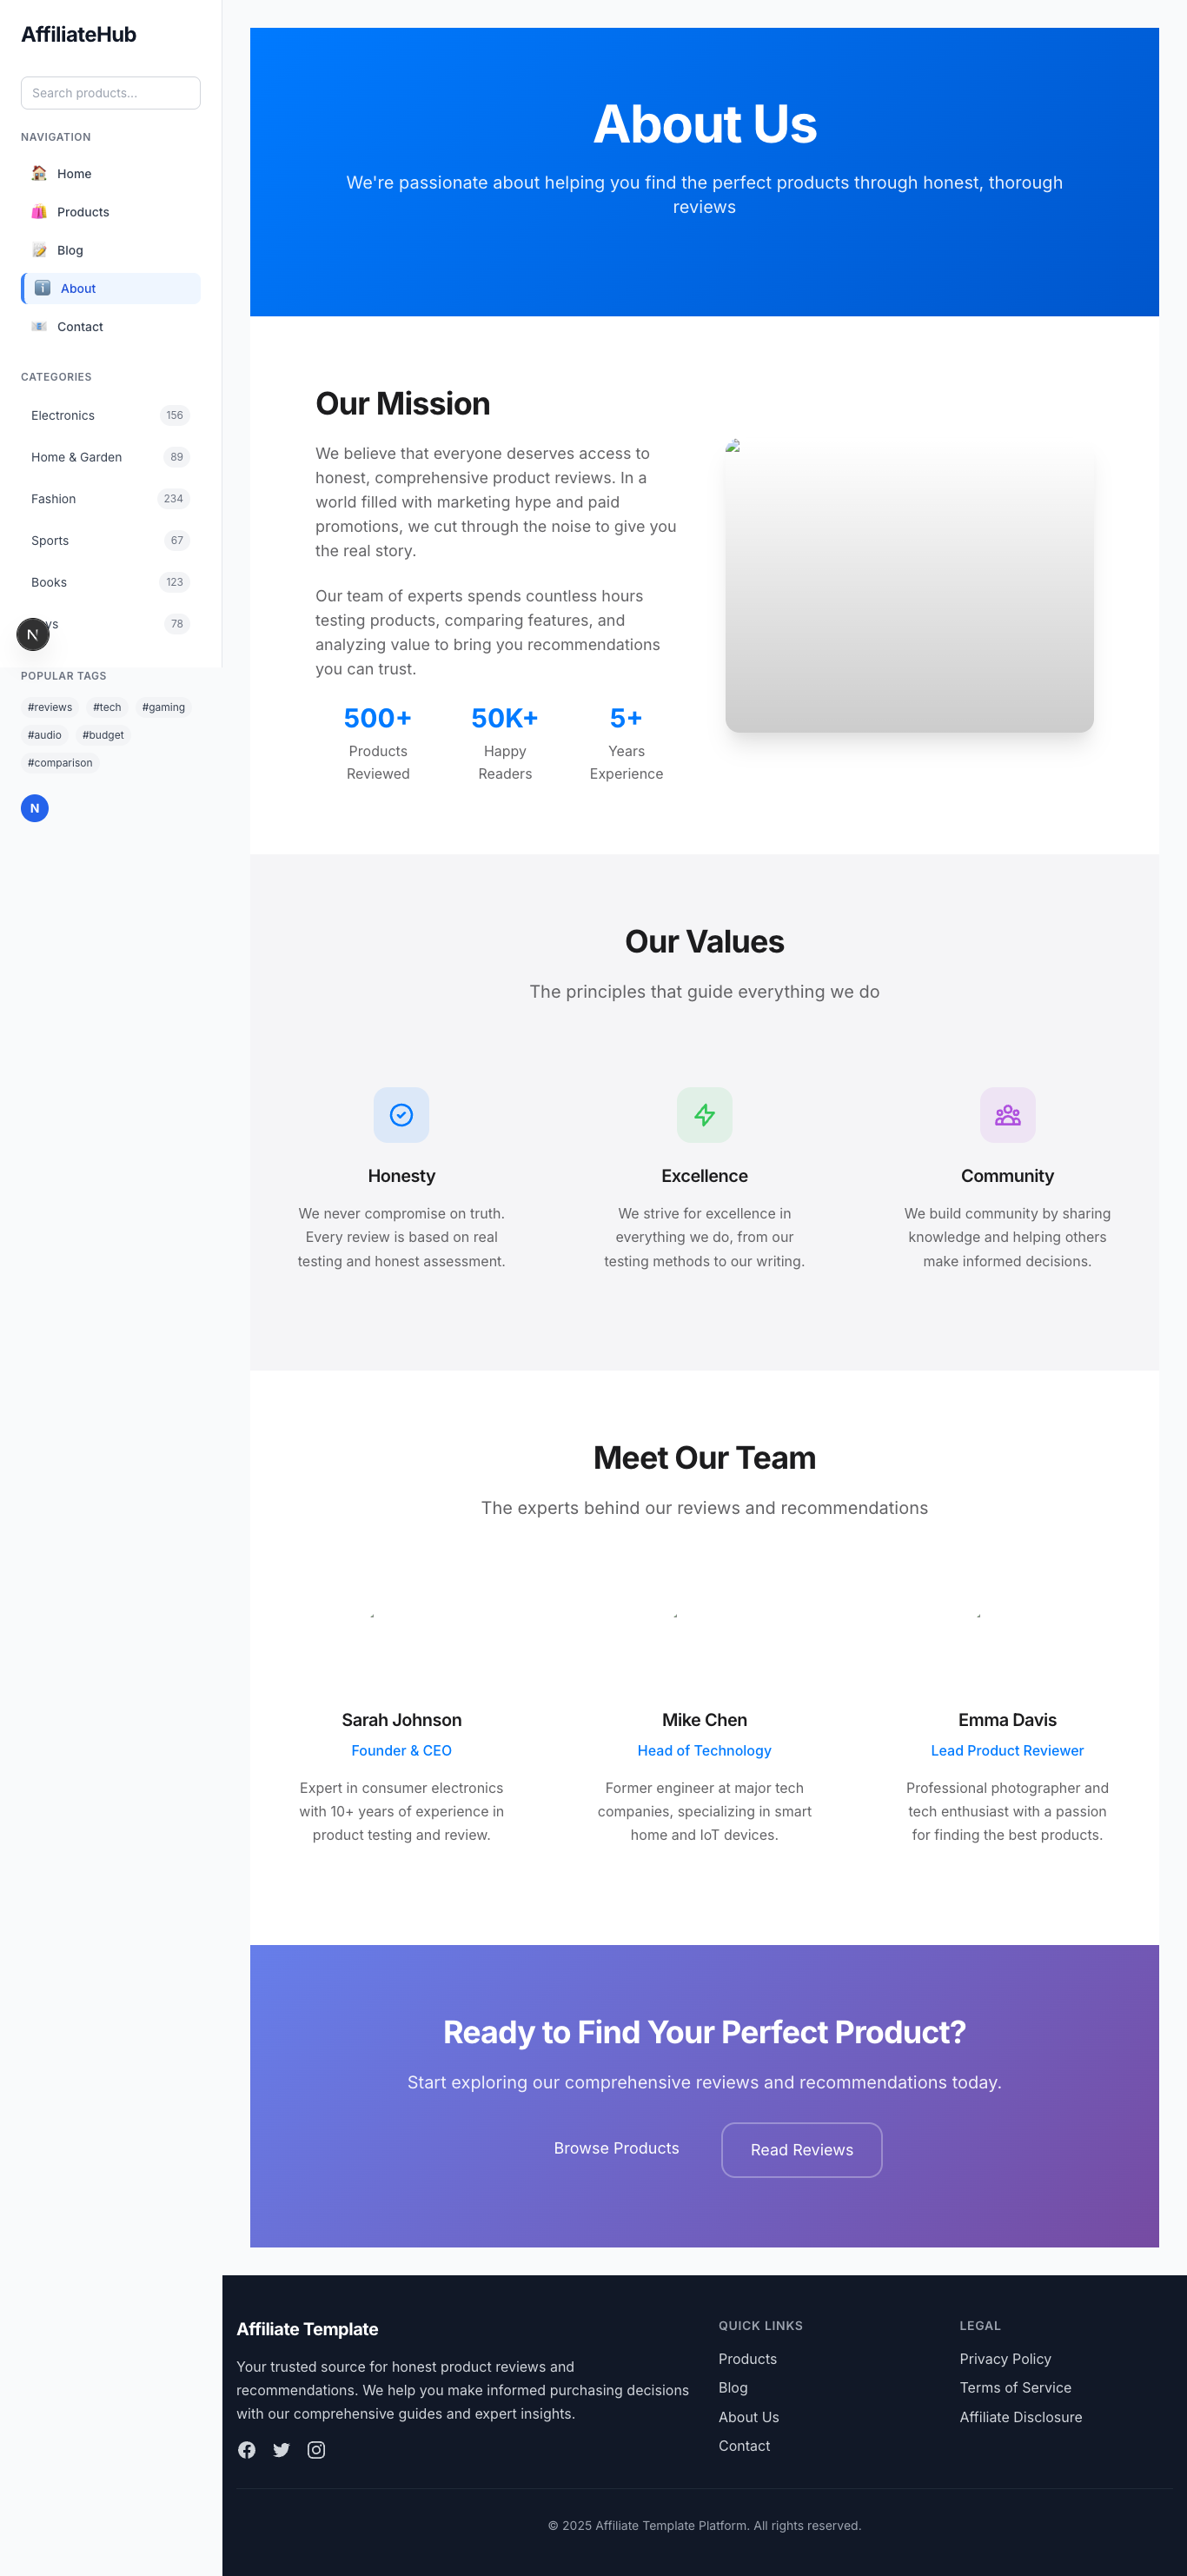 AffiliateHub
Search products...
NAVIGATION
Home
Products
Blog
About
Contact
CATEGORIES
Electronics 156
Home & Garden 89
Fashion 234
Sports 67
Books 123
ys 78
N
POPULAR TAGS
#reviews #tech #gaming
#audio #budget
#comparison
N
About Us
We're passionate about helping you find the perfect products through honest, thorough
reviews
Our Mission
We believe that everyone deserves access to
honest, comprehensive product reviews. In a
world filled with marketing hype and paid
promotions, we cut through the noise to give you
the real story.
Our team of experts spends countless hours
testing products, comparing features, and
analyzing value to bring you recommendations
you can trust.
500+ 50K+ 5+
Products Happy Years
Reviewed Readers Experience
Our Values
The principles that guide everything we do
Honesty
We never compromise on truth.
Every review is based on real
testing and honest assessment.
Excellence
We strive for excellence in
everything we do, from our
testing methods to our writing.
Community
We build community by sharing
knowledge and helping others
make informed decisions.
Meet Our Team
The experts behind our reviews and recommendations
Sarah Johnson
Founder & CEO
Expert in consumer electronics
with 10+ years of experience in
product testing and review.
Mike Chen
Head of Technology
Former engineer at major tech
companies, specializing in smart
home and IoT devices.
Emma Davis
Lead Product Reviewer
Professional photographer and
tech enthusiast with a passion
for finding the best products.
Ready to Find Your Perfect Product?
Start exploring our comprehensive reviews and recommendations today.
Browse Products Read Reviews
Affiliate Template
Your trusted source for honest product reviews and
recommendations. We help you make informed purchasing decisions
with our comprehensive guides and expert insights.
QUICK LINKS
Products
Blog
About Us
Contact
LEGAL
Privacy Policy
Terms of Service
Affiliate Disclosure
© 2025 Affiliate Template Platform. All rights reserved.